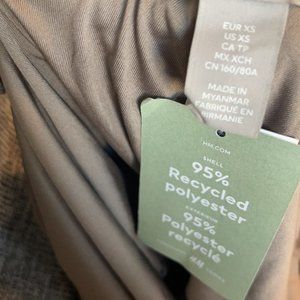 EUR XS
US XS
CA TP
MX XCH
CN 160/80A
MADE IN
MYANMAR
FABRIQUÉ EN
BIRMANIE
HM.COM
SHELL
95%
Recycled
polyester
EXTÉRIEUR
95%
Polyester
recyclé
H&M